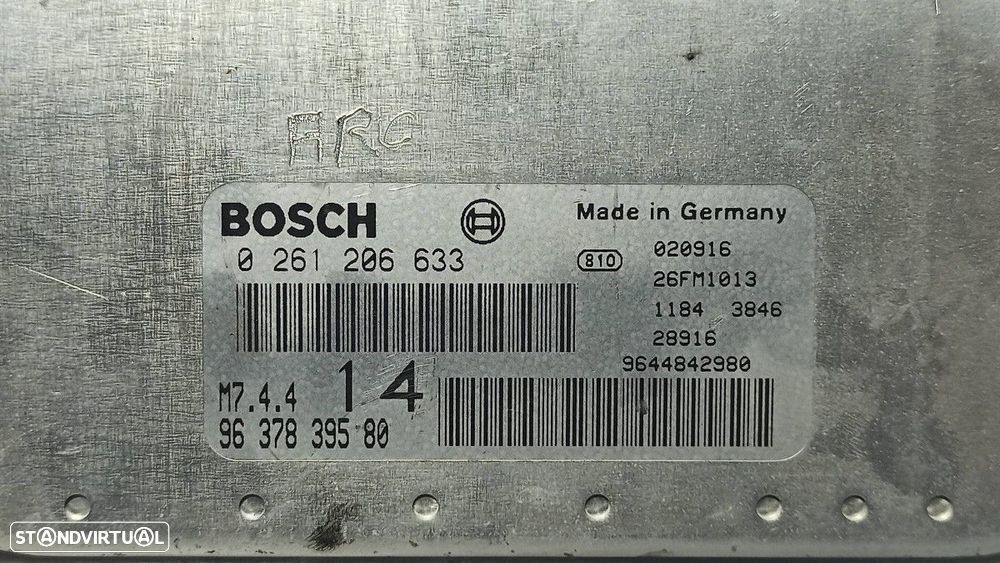 ARC
BOSCH
Made in Germany
0 261 206 633
810
020916
26FM1013
1184 3846
28916
9644842980
M7.4.4
14
96 378 395 80
STANDVIRTUAL